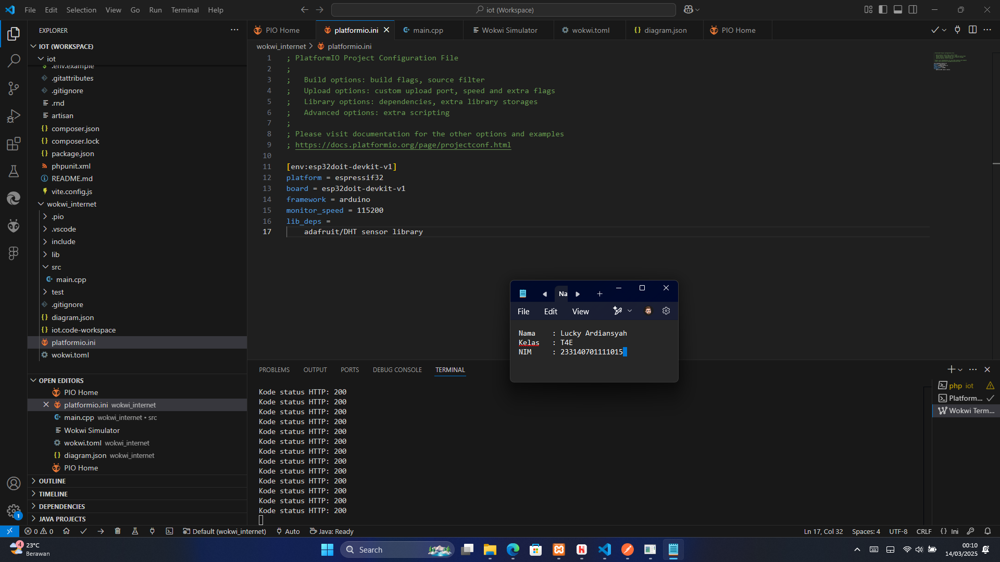 File Edit Selection View Go Run Terminal Help
iot (Workspace)
EXPLORER
IOT (WORKSPACE)
iot
.env.example
.gitattributes
.gitignore
.rnd
artisan
composer.json
composer.lock
package.json
phpunit.xml
README.md
vite.config.js
wokwi_internet
.pio
.vscode
include
lib
src
main.cpp
test
.gitignore
diagram.json
iot.code-workspace
platformio.ini
wokwi.toml
OPEN EDITORS
PIO Home
platformio.ini wokwi_internet
main.cpp wokwi_internet • src
Wokwi Simulator
wokwi.toml wokwi_internet
diagram.json wokwi_internet
PIO Home
OUTLINE
TIMELINE
DEPENDENCIES
JAVA PROJECTS
PIO Home platformio.ini main.cpp Wokwi Simulator wokwi.toml diagram.json PIO Home
wokwi_internet > platformio.ini
1 ; PlatformIO Project Configuration File
2 ;
3 ;   Build options: build flags, source filter
4 ;   Upload options: custom upload port, speed and extra flags
5 ;   Library options: dependencies, extra library storages
6 ;   Advanced options: extra scripting
7 ;
8 ; Please visit documentation for the other options and examples
9 ; https://docs.platformio.org/page/projectconf.html
10
11 [env:esp32doit-devkit-v1]
12 platform = espressif32
13 board = esp32doit-devkit-v1
14 framework = arduino
15 monitor_speed = 115200
16 lib_deps =
17     adafruit/DHT sensor library
Na
File Edit View
Nama : Lucky Ardiansyah
Kelas : T4E
NIM : 233140701111015
PROBLEMS OUTPUT PORTS DEBUG CONSOLE TERMINAL
Kode status HTTP: 200
Kode status HTTP: 200
Kode status HTTP: 200
Kode status HTTP: 200
Kode status HTTP: 200
Kode status HTTP: 200
Kode status HTTP: 200
Kode status HTTP: 200
Kode status HTTP: 200
Kode status HTTP: 200
Kode status HTTP: 200
Kode status HTTP: 200
Kode status HTTP: 200
php iot
Platform...
Wokwi Term...
1
0 0 Default (wokwi_internet) Auto Java: Ready
Ln 17, Col 32 Spaces: 4 UTF-8 CRLF {} Ini
4
23°C
Berawan
Search
00:10
14/03/2025